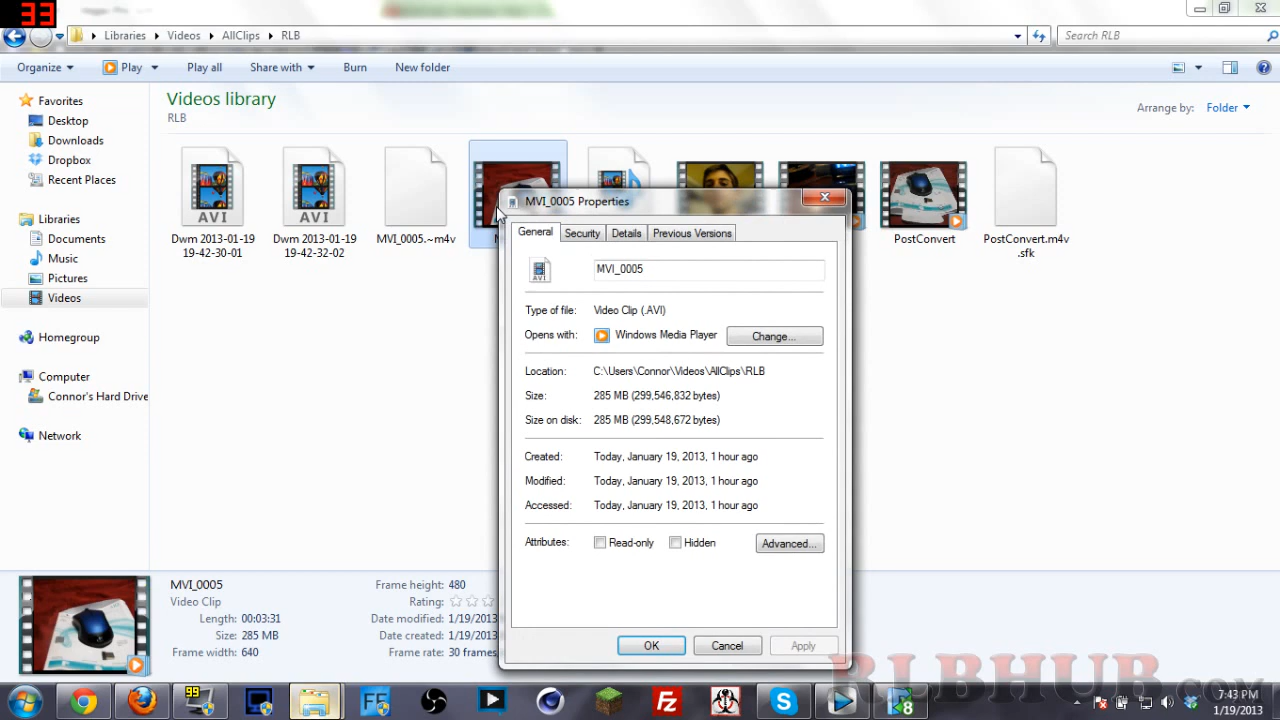 33
Libraries
Videos
AllClips
RLB
Search RLB
Organize
Play
Play all
Share with
Burn
New folder
Favorites
Desktop
Downloads
Dropbox
Recent Places
Libraries
Documents
Music
Pictures
Videos
Homegroup
Computer
Connor's Hard Drive
Network
Videos library
RLB
Arrange by: Folder
AVI
AVI
Dwm 2013-01-19
19-42-30-01
Dwm 2013-01-19
19-42-32-02
MVI_0005.~m4v
PostConvert
PostConvert.m4v
.sfk
MVI_0005 Properties
General
Security
Details
Previous Versions
AVI
MVI_0005
Type of file: Video Clip (.AVI)
Opens with: Windows Media Player
Change...
Location: C:\Users\Connor\Videos\AllClips\RLB
Size: 285 MB (299,546,832 bytes)
Size on disk: 285 MB (299,548,672 bytes)
Created: Today, January 19, 2013, 1 hour ago
Modified: Today, January 19, 2013, 1 hour ago
Accessed: Today, January 19, 2013, 1 hour ago
Attributes: Read-only Hidden
Advanced...
OK
Cancel
Apply
MVI_0005
Video Clip
Length: 00:03:31
Size: 285 MB
Frame width: 640
Frame height: 480
Rating:
Date modified: 1/19/2013
Date created: 1/19/2013
Frame rate: 30 frames
RLBHUB.com
99
FF
Fz
8
7:43 PM
1/19/2013